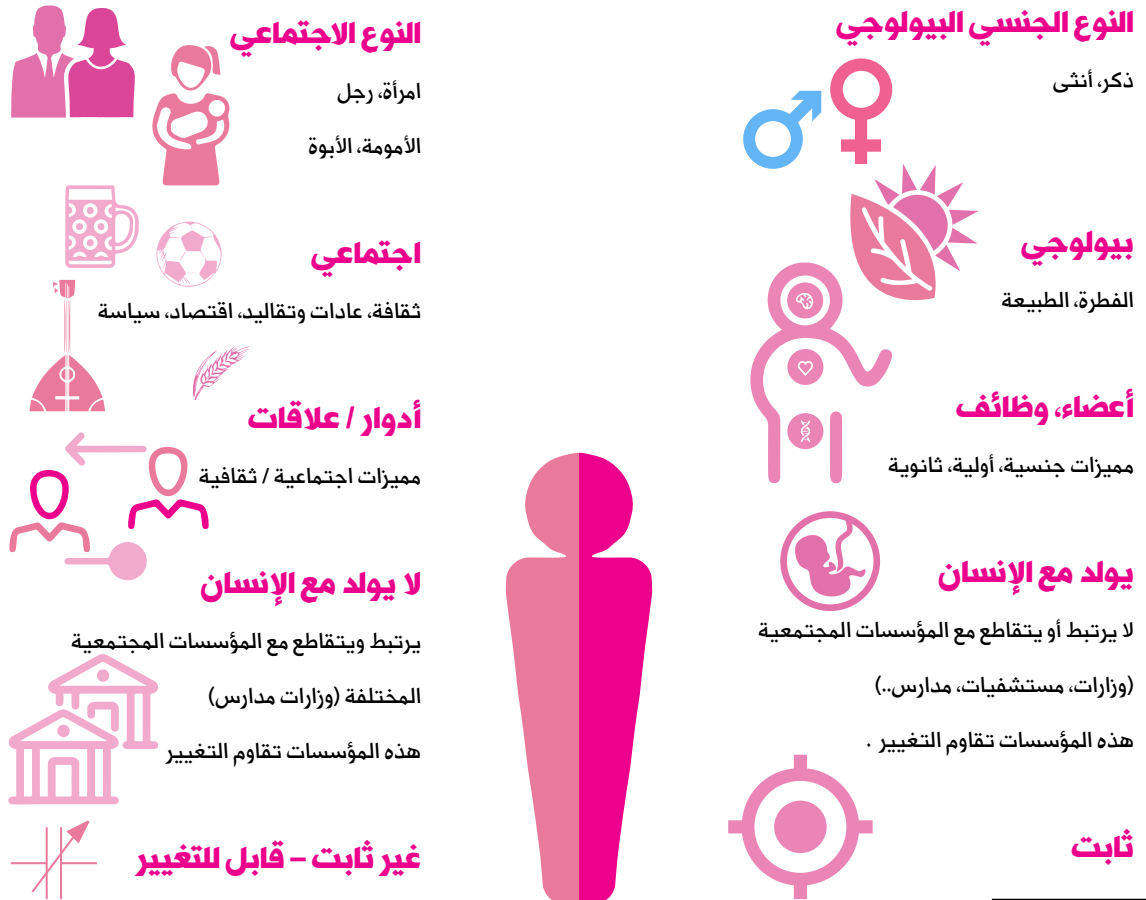 النوع الجنسي البيولوجي
ذكر، أنثى
بيولوجي
الفطرة، الطبيعة
أعضاء، وظائف
مميزات جنسية، أولية، ثانوية
يولد مع الإنسان
لا يرتبط أو يتقاطع مع المؤسسات المجتمعية
(وزارات، مستشفيات، مدارس..)
هذه المؤسسات تقاوم التغيير .
ثابت
النوع الاجتماعي
امرأة، رجل
الأمومة، الأبوة
اجتماعي
ثقافة، عادات وتقاليد، اقتصاد، سياسة
أدوار / علاقات
مميزات اجتماعية / ثقافية
لا يولد مع الإنسان
يرتبط ويتقاطع مع المؤسسات المجتمعية
المختلفة (وزارات مدارس)
هذه المؤسسات تقاوم التغيير
غير ثابت – قابل للتغيير